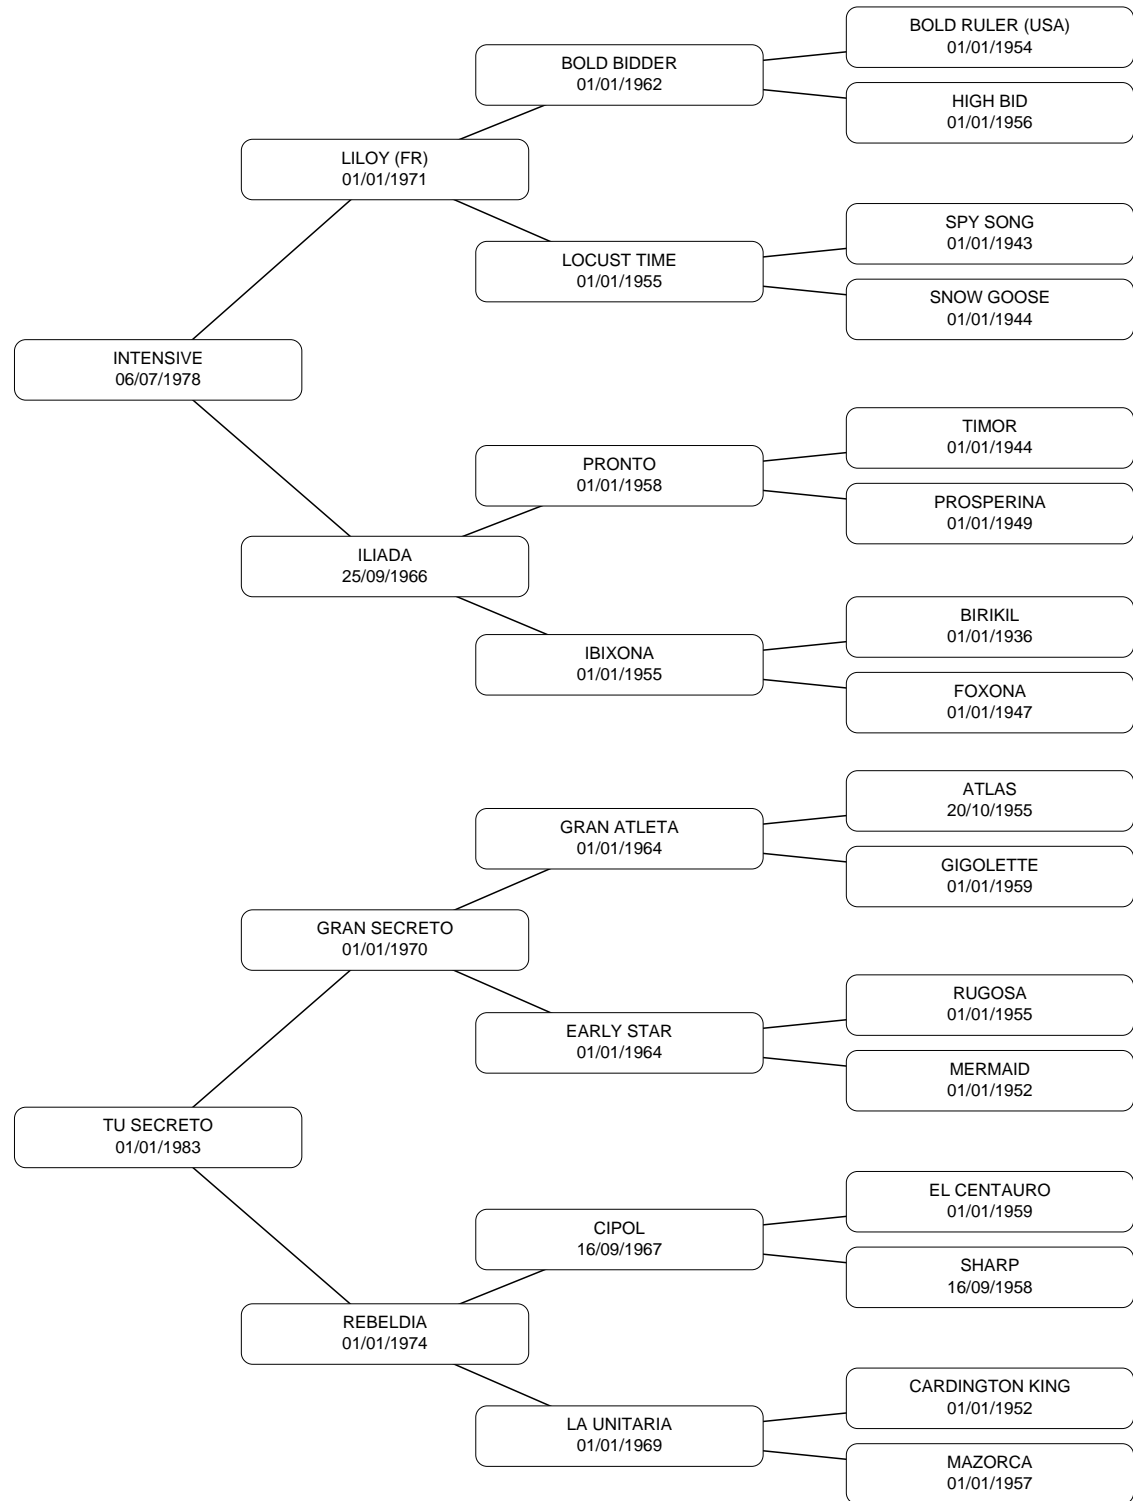 BOLD RULER (USA)
01/01/1954
BOLD BIDDER
01/01/1962
HIGH BID
01/01/1956
LILOY (FR)
01/01/1971
SPY SONG
01/01/1943
LOCUST TIME
01/01/1955
SNOW GOOSE
01/01/1944
INTENSIVE
06/07/1978
TIMOR
01/01/1944
PRONTO
01/01/1958
PROSPERINA
01/01/1949
ILIADA
25/09/1966
BIRIKIL
01/01/1936
IBIXONA
01/01/1955
FOXONA
01/01/1947
ATLAS
20/10/1955
GRAN ATLETA
01/01/1964
GIGOLETTE
01/01/1959
GRAN SECRETO
01/01/1970
RUGOSA
01/01/1955
EARLY STAR
01/01/1964
MERMAID
01/01/1952
TU SECRETO
01/01/1983
EL CENTAURO
01/01/1959
CIPOL
16/09/1967
SHARP
16/09/1958
REBELDIA
01/01/1974
CARDINGTON KING
01/01/1952
LA UNITARIA
01/01/1969
MAZORCA
01/01/1957